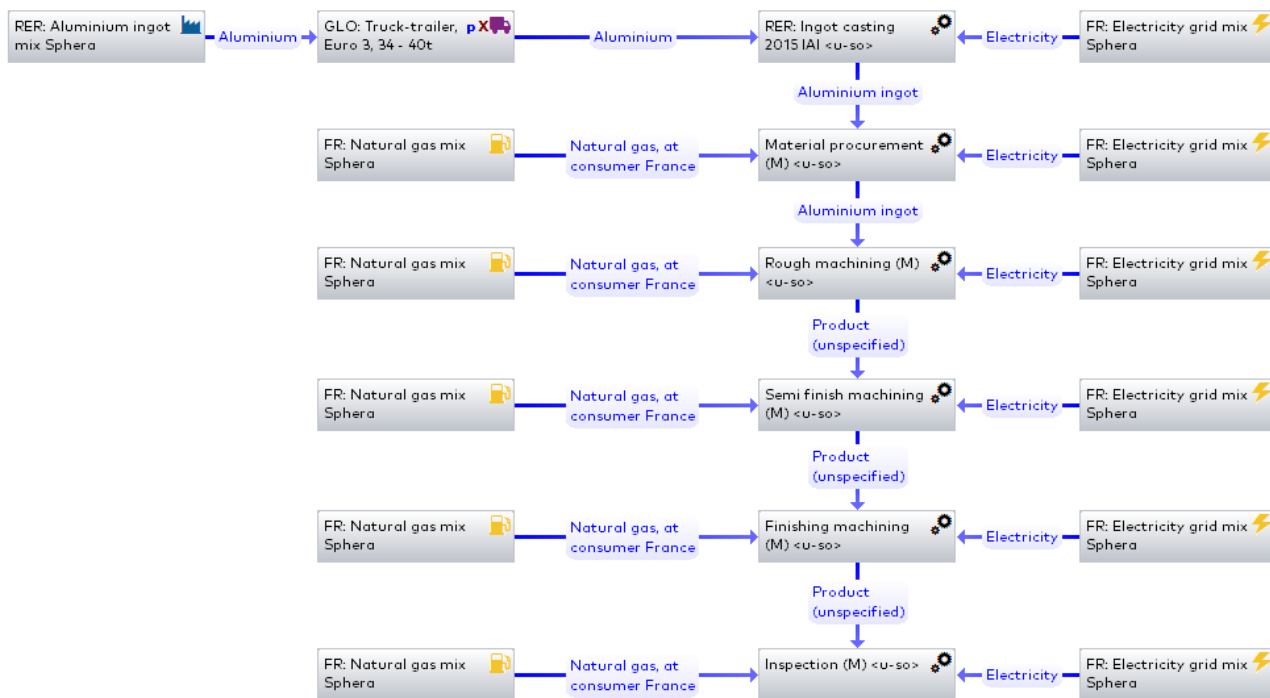 RER: Aluminium ingot
mix Sphera
Aluminium
GLO: Truck-trailer,
Euro 3, 34 - 40t
pX
Aluminium
RER: Ingot casting
2015 IAI <u-so>
Electricity
FR: Electricity grid mix
Sphera
Aluminium ingot
FR: Natural gas mix
Sphera
Natural gas, at
consumer France
Material procurement
(M) <u-so>
Electricity
FR: Electricity grid mix
Sphera
Aluminium ingot
FR: Natural gas mix
Sphera
Natural gas, at
consumer France
Rough machining (M)
<u-so>
Electricity
FR: Electricity grid mix
Sphera
Product
(unspecified)
FR: Natural gas mix
Sphera
Natural gas, at
consumer France
Semi finish machining
(M) <u-so>
Electricity
FR: Electricity grid mix
Sphera
Product
(unspecified)
FR: Natural gas mix
Sphera
Natural gas, at
consumer France
Finishing machining
(M) <u-so>
Electricity
FR: Electricity grid mix
Sphera
Product
(unspecified)
FR: Natural gas mix
Sphera
Natural gas, at
consumer France
Inspection (M) <u-so>
Electricity
FR: Electricity grid mix
Sphera